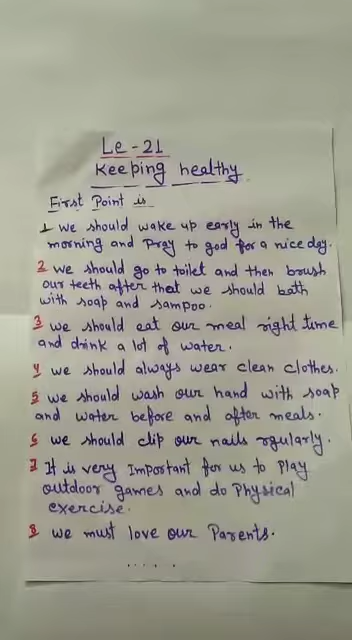 Le - 21
Keeping healthy
First Point is
1 we should wake up early in the
morning and Pray to god for a nice day.
2 we should go to toilet and then brush
our teeth after that we should bath
with soap and sampoo.
3 we should eat our meal right time
and drink a lot of water.
4 we should always wear clean clothes.
5 we should wash our hand with soap
and water before and after meals.
6 we should clip our nails rgularly.
7 It is very Important for us to Play
outdoor games and do Physical
exercise.
8 we must love our Parents.
.....